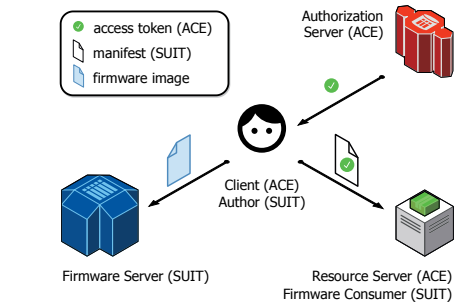 access token (ACE)
manifest (SUIT)
firmware image
Authorization
Server (ACE)
Client (ACE)
Author (SUIT)
Firmware Server (SUIT)
Resource Server (ACE)
Firmware Consumer (SUIT)